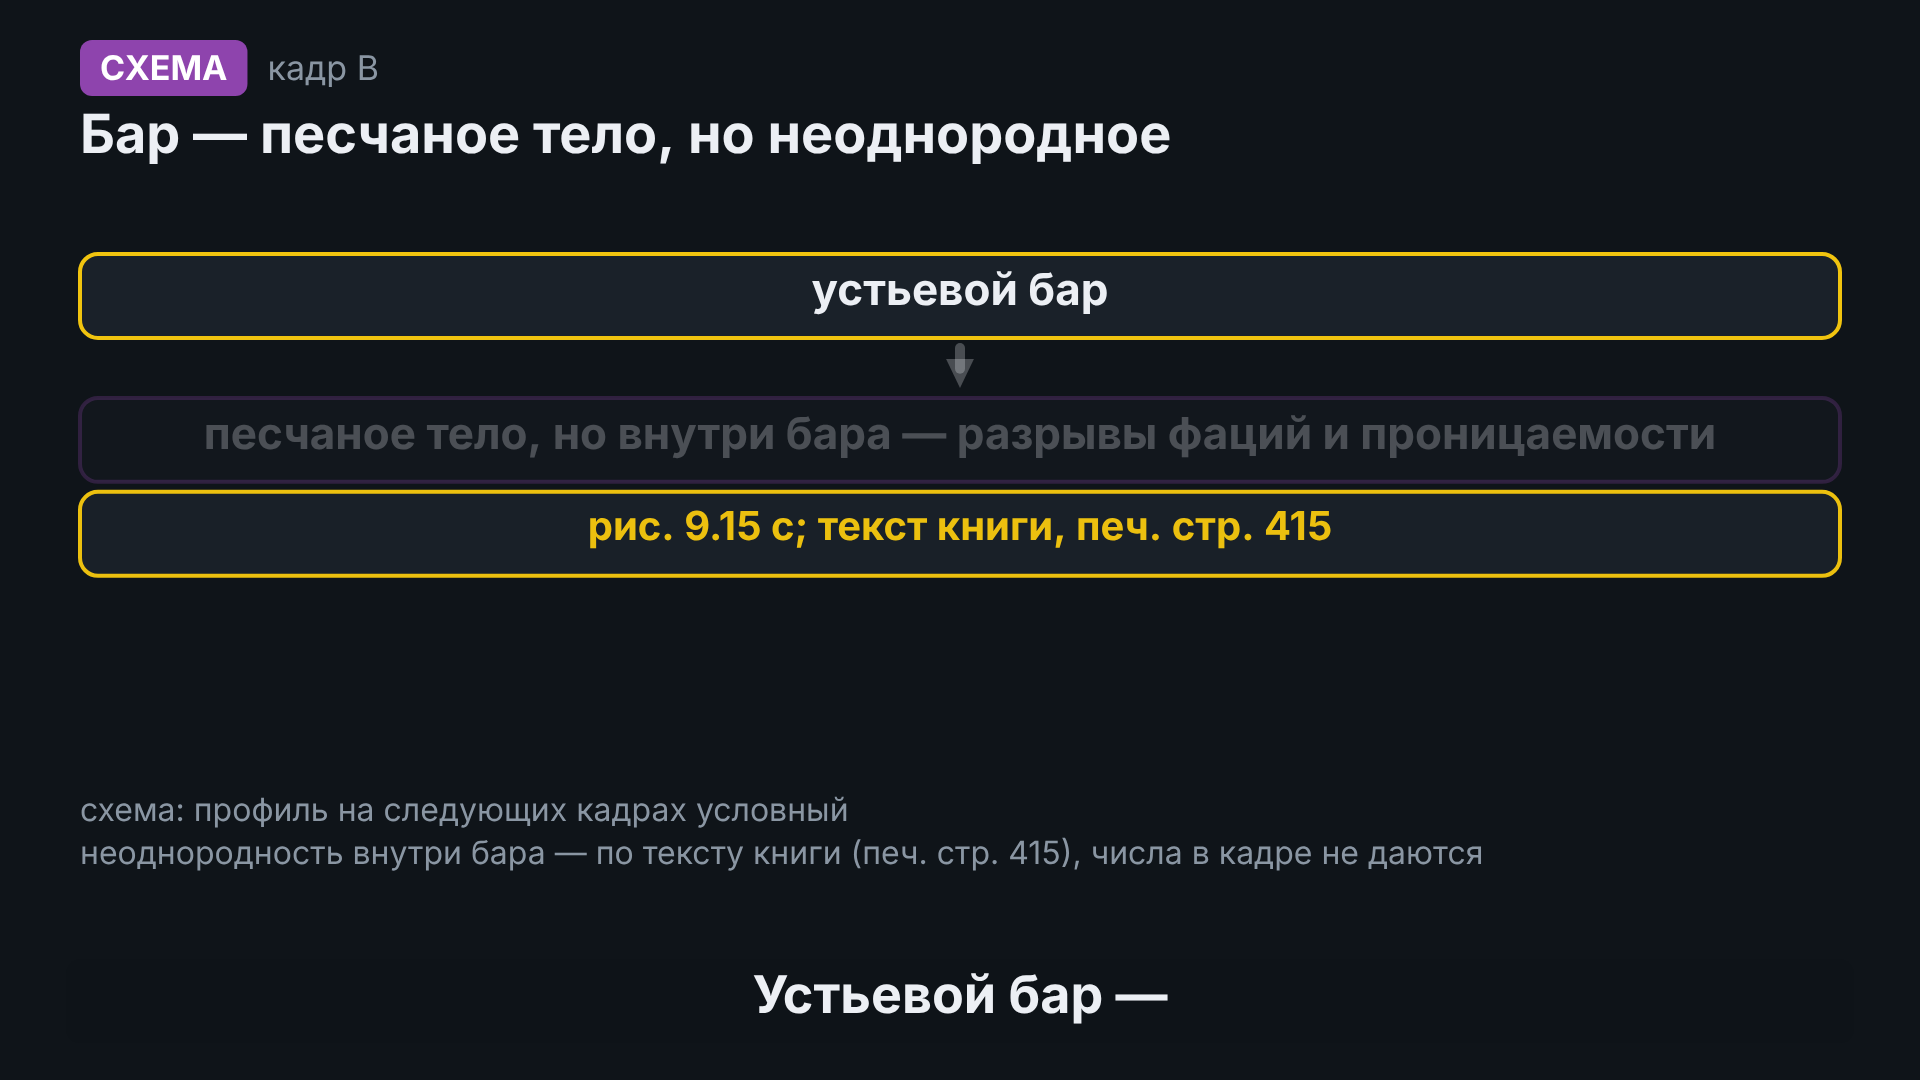 СХЕМА кадр B
Бар — песчаное тело, но неоднородное
устьевой бар
песчаное тело, но внутри бара — разрывы фаций и проницаемости
рис. 9.15 c; текст книги, печ. стр. 415
схема: профиль на следующих кадрах условный
неоднородность внутри бара — по тексту книги (печ. стр. 415), числа в кадре не даются
Устьевой бар —